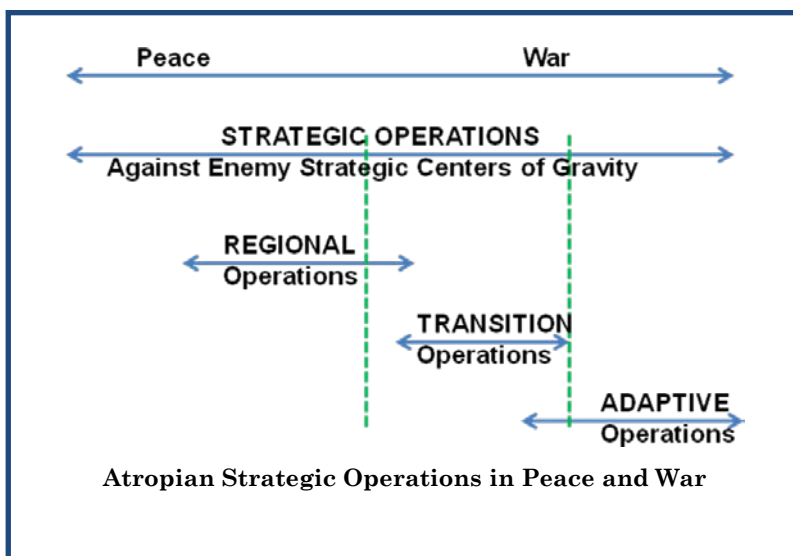 Peace War
STRATEGIC OPERATIONS
Against Enemy Strategic Centers of Gravity
REGIONAL
Operations
TRANSITION
Operations
ADAPTIVE
Operations
Atropian Strategic Operations in Peace and War